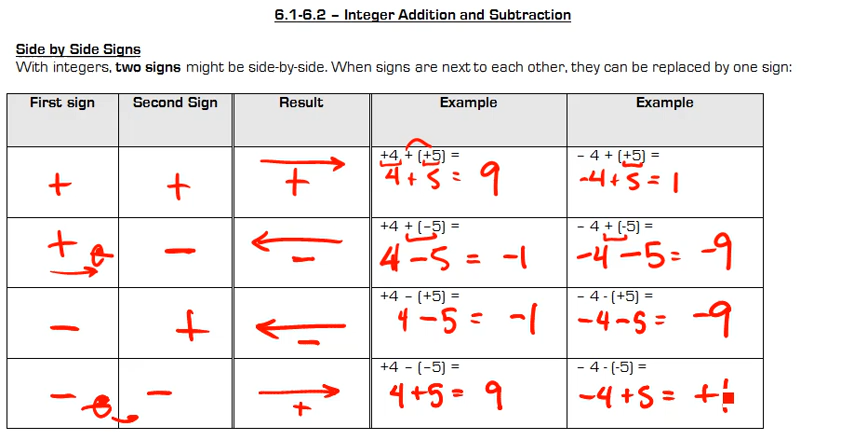 6.1-6.2 – Integer Addition and Subtraction
Side by Side Signs
With integers, two signs might be side-by-side. When signs are next to each other, they can be replaced by one sign:
First sign Second Sign Result Example Example
+4 + (+5) = – 4 + (+5) =
+ + + 4 + 5 = 9 -4 + 5 = 1
+4 + (–5) = – 4 + (-5) =
+ – – 4 – 5 = -1 -4 – 5 = -9
+4 – (+5) = – 4 - (+5) =
– + – 4 – 5 = -1 -4 – 5 = -9
+4 – (–5) = – 4 - (-5) =
– – + 4 + 5 = 9 -4 + 5 = +1